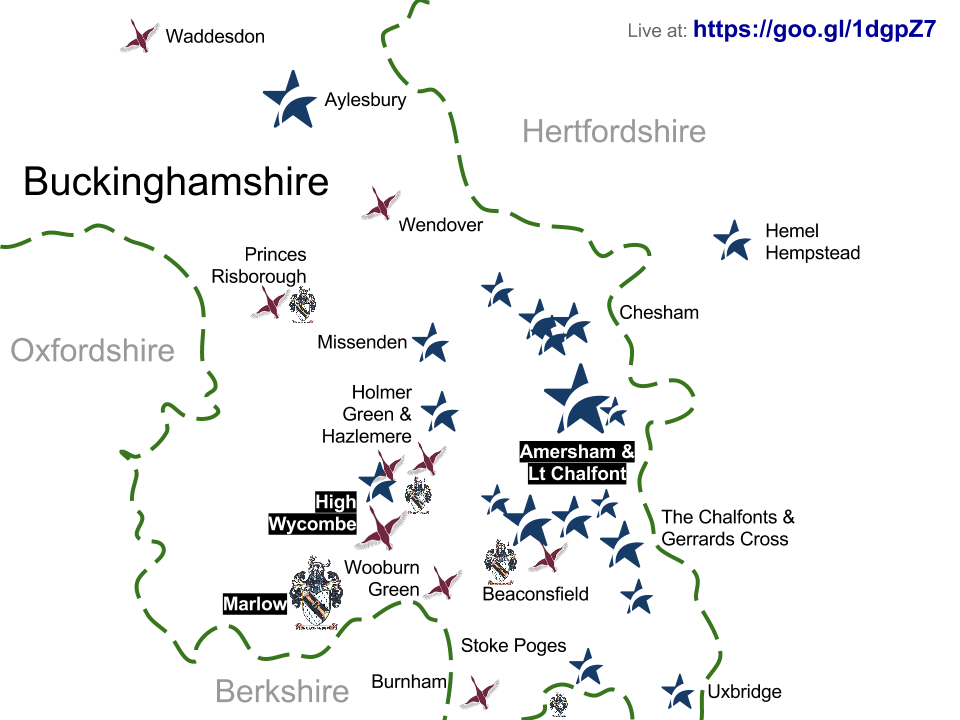 Live at: https://goo.gl/1dgpZ7
Waddesdon
Aylesbury
Hertfordshire
Buckinghamshire
Wendover
Hemel
Hempstead
Princes
Risborough
Chesham
Missenden
Oxfordshire
Holmer
Green &
Hazlemere
Amersham &
Lt Chalfont
High
Wycombe
The Chalfonts &
Gerrards Cross
Wooburn
Green
Beaconsfield
Marlow
Stoke Poges
Burnham
Berkshire
Uxbridge